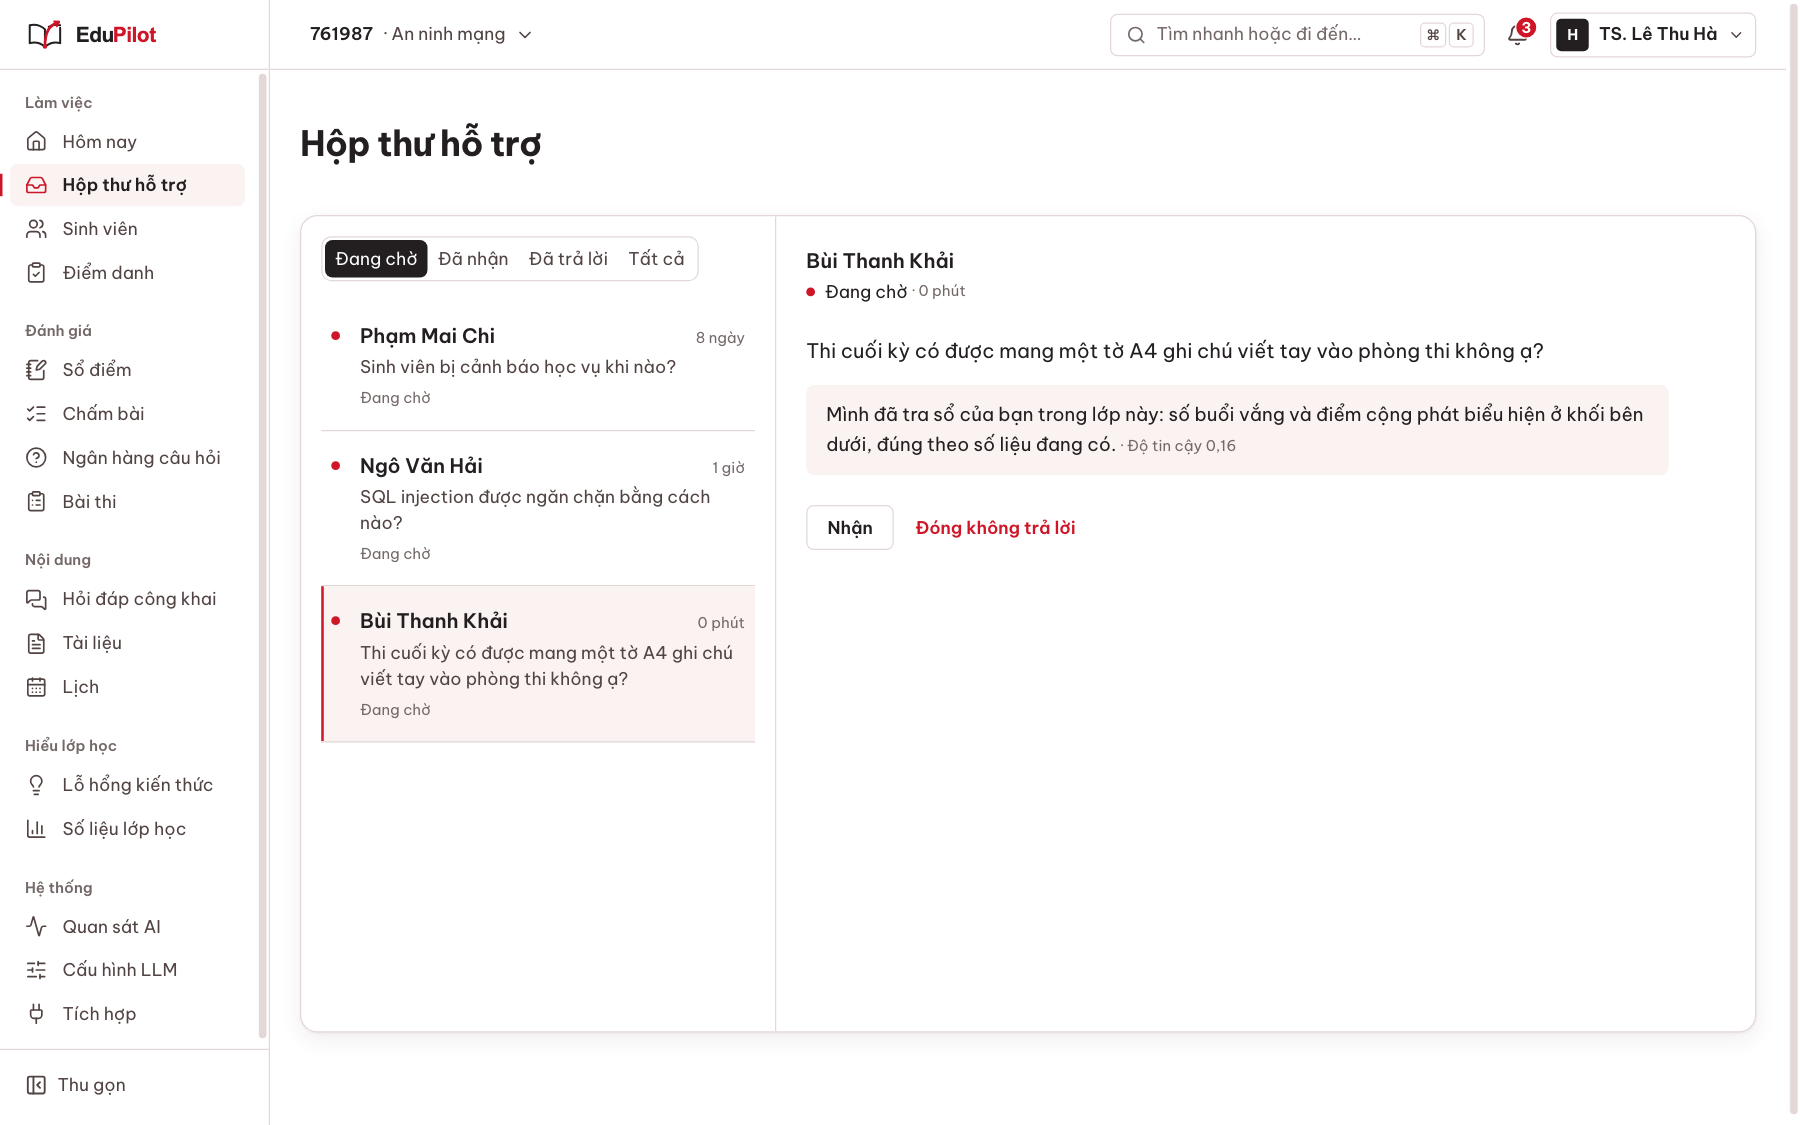 EduPilot
761987 · An ninh mạng
Tìm nhanh hoặc đi đến...
⌘ K
3
H
TS. Lê Thu Hà
Làm việc
Hôm nay
Hộp thư hỗ trợ
Sinh viên
Điểm danh
Đánh giá
Sổ điểm
Chấm bài
Ngân hàng câu hỏi
Bài thi
Nội dung
Hỏi đáp công khai
Tài liệu
Lịch
Hiểu lớp học
Lỗ hổng kiến thức
Số liệu lớp học
Hệ thống
Quan sát AI
Cấu hình LLM
Tích hợp
Thu gọn
Hộp thư hỗ trợ
Đang chờ Đã nhận Đã trả lời Tất cả
Phạm Mai Chi 8 ngày
Sinh viên bị cảnh báo học vụ khi nào?
Đang chờ
Ngô Văn Hải 1 giờ
SQL injection được ngăn chặn bằng cách
nào?
Đang chờ
Bùi Thanh Khải 0 phút
Thi cuối kỳ có được mang một tờ A4 ghi chú
viết tay vào phòng thi không ạ?
Đang chờ
Bùi Thanh Khải
Đang chờ · 0 phút
Thi cuối kỳ có được mang một tờ A4 ghi chú viết tay vào phòng thi không ạ?
Mình đã tra sổ của bạn trong lớp này: số buổi vắng và điểm cộng phát biểu hiện ở khối bên
dưới, đúng theo số liệu đang có. · Độ tin cậy 0,16
Nhận
Đóng không trả lời